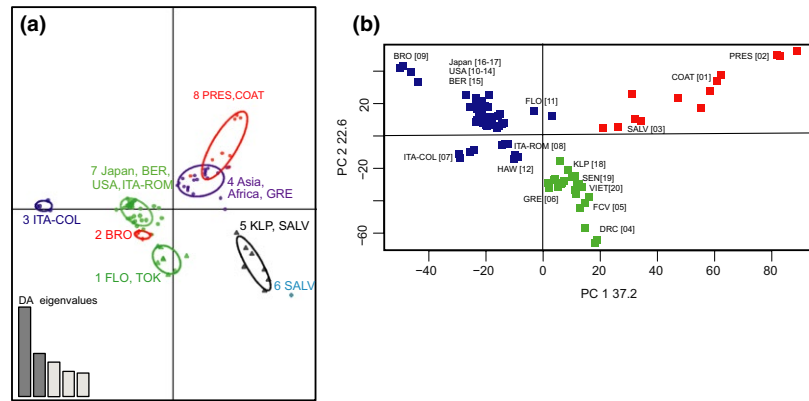 (a)
8 PRES,COAT
7 Japan, BER,
USA, ITA-ROM
4 Asia,
Africa, GRE
3 ITA-COL
2 BRO
5 KLP, SALV
1 FLO, TOK
6 SALV
DA eigenvalues
(b)
BRO [09]
Japan [16-17]
USA [10-14]
BER [15]
PRES [02]
COAT [01]
FLO [11]
SALV [03]
ITA-COL [07]
ITA-ROM [08]
HAW [12]
KLP [18]
SEN[19]
VIET[20]
GRE [06]
FCV [05]
DRC [04]
PC 2 22.6
20
−20
−60
−40
−20
0
20
40
60
80
PC 1 37.2